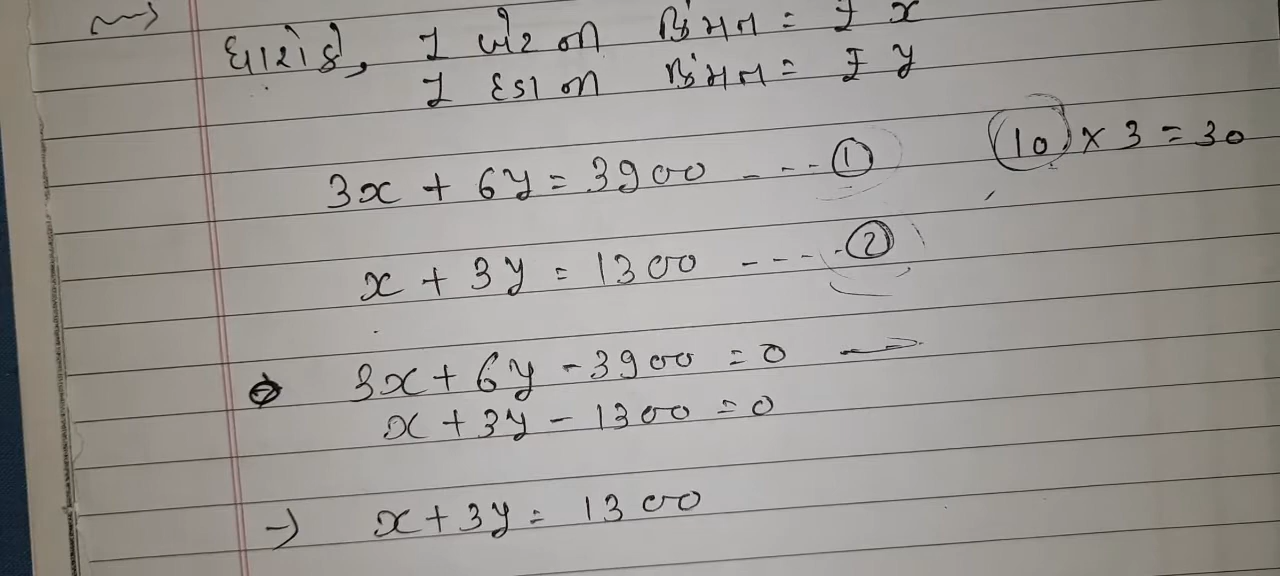 ધારોકે, 1 બેટ ની કિંમત = ₹ x
1 દડા ની કિંમત = ₹ y
10 × 3 = 30
3x + 6y = 3900 --- ①
x + 3y = 1300 ---- ②
3x + 6y - 3900 = 0 →
x + 3y - 1300 = 0
→ x + 3y = 1300